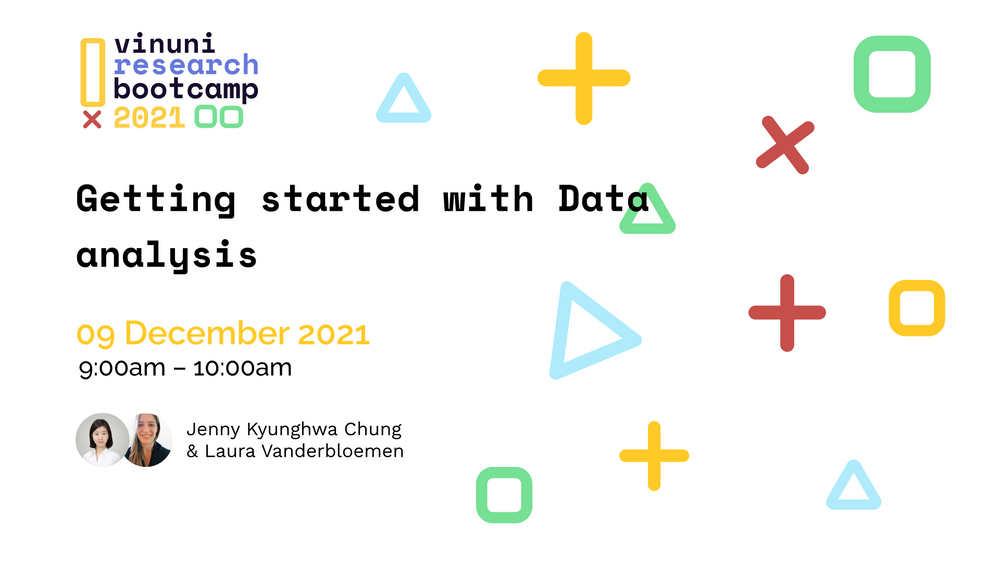 vinuni
research
bootcamp
2021
Getting started with Data
analysis
09 December 2021
9:00am – 10:00am
Jenny Kyunghwa Chung
& Laura Vanderbloemen